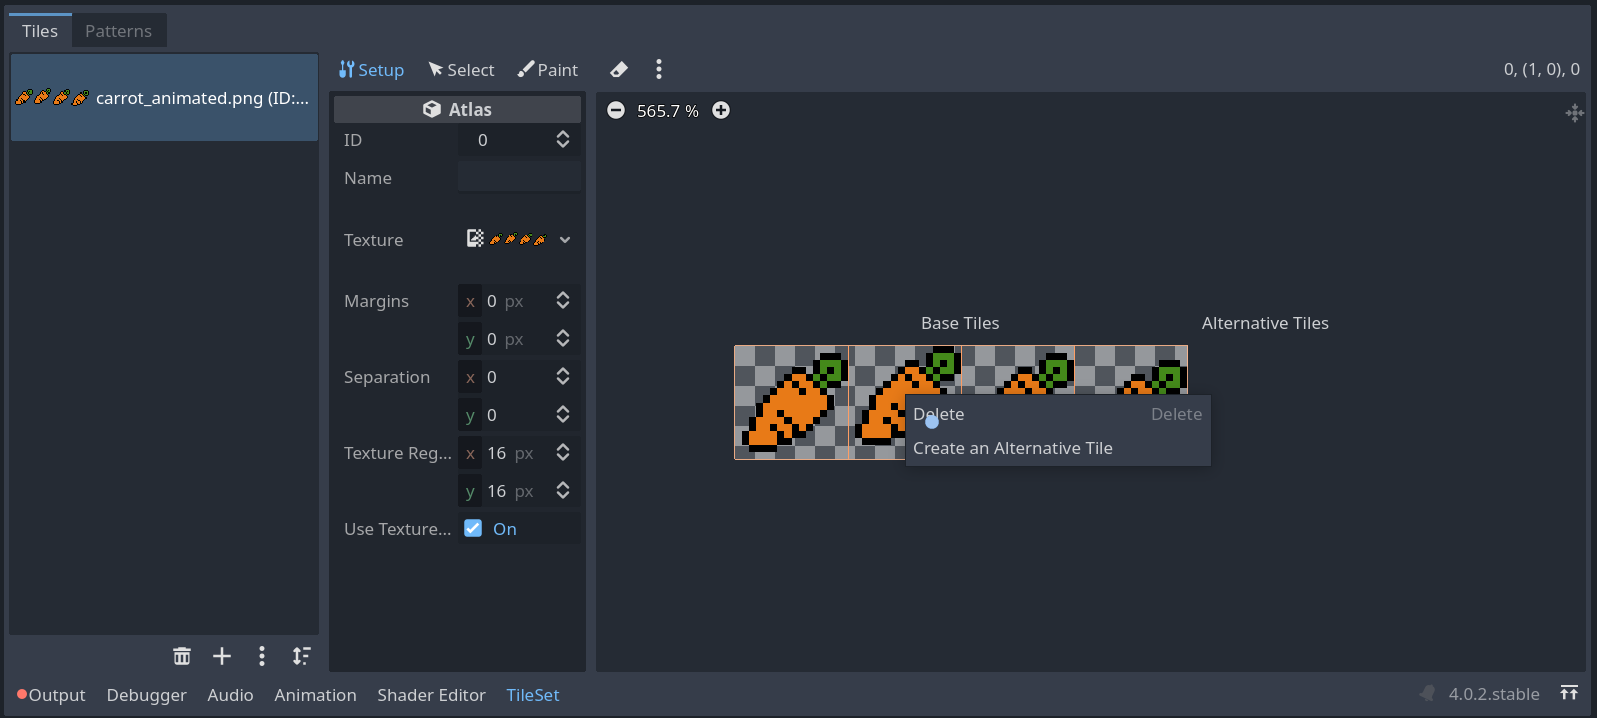 Tiles Patterns
carrot_animated.png (ID:...
Setup Select Paint
0, (1, 0), 0
Atlas
ID 0
Name
Texture
Margins x 0 px
y 0 px
Separation x 0
y 0
Texture Reg... x 16 px
y 16 px
Use Texture... On
565.7 %
Base Tiles Alternative Tiles
Delete Delete
Create an Alternative Tile
Output Debugger Audio Animation Shader Editor TileSet 4.0.2.stable